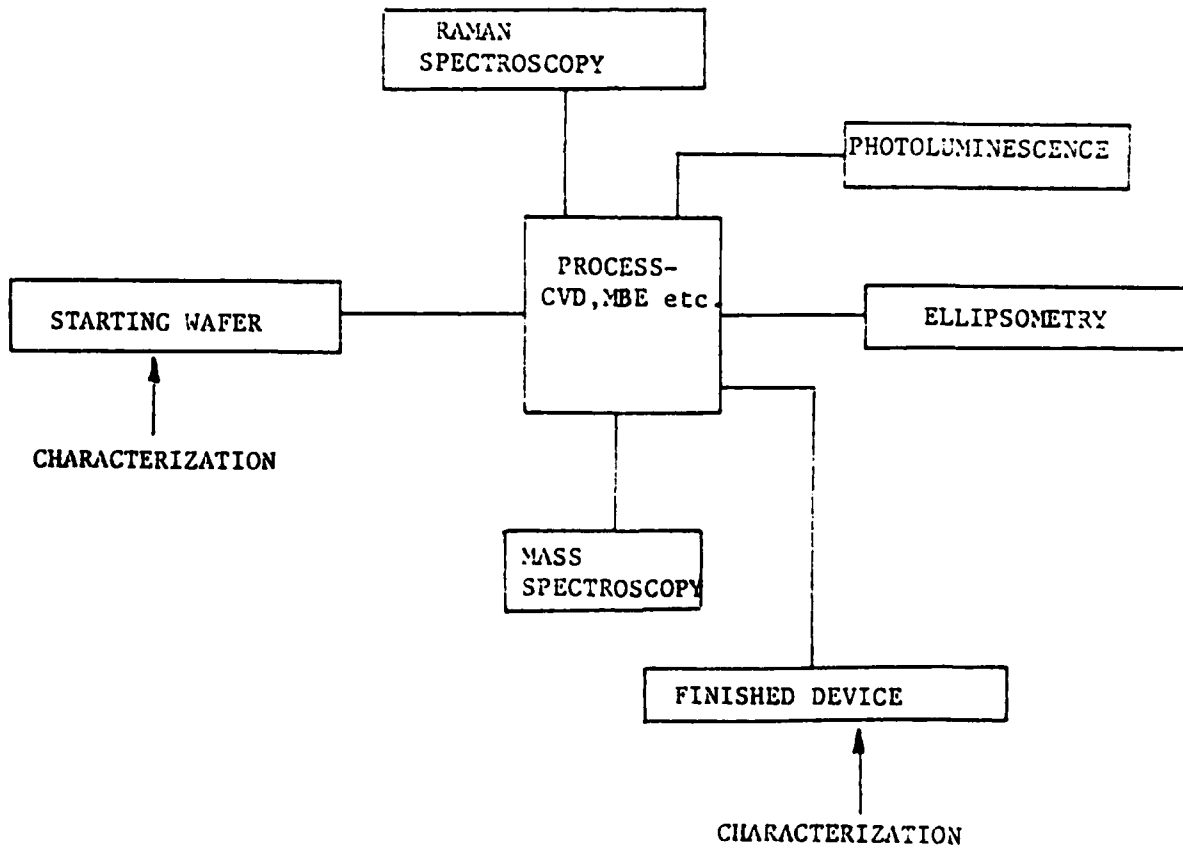 RAMAN
SPECTROSCOPY
PHOTOLUMINESCENCE
PROCESS-
CVD,MBE etc.
STARTING WAFER
ELLIPSOMETRY
CHARACTERIZATION
MASS
SPECTROSCOPY
FINISHED DEVICE
CHARACTERIZATION